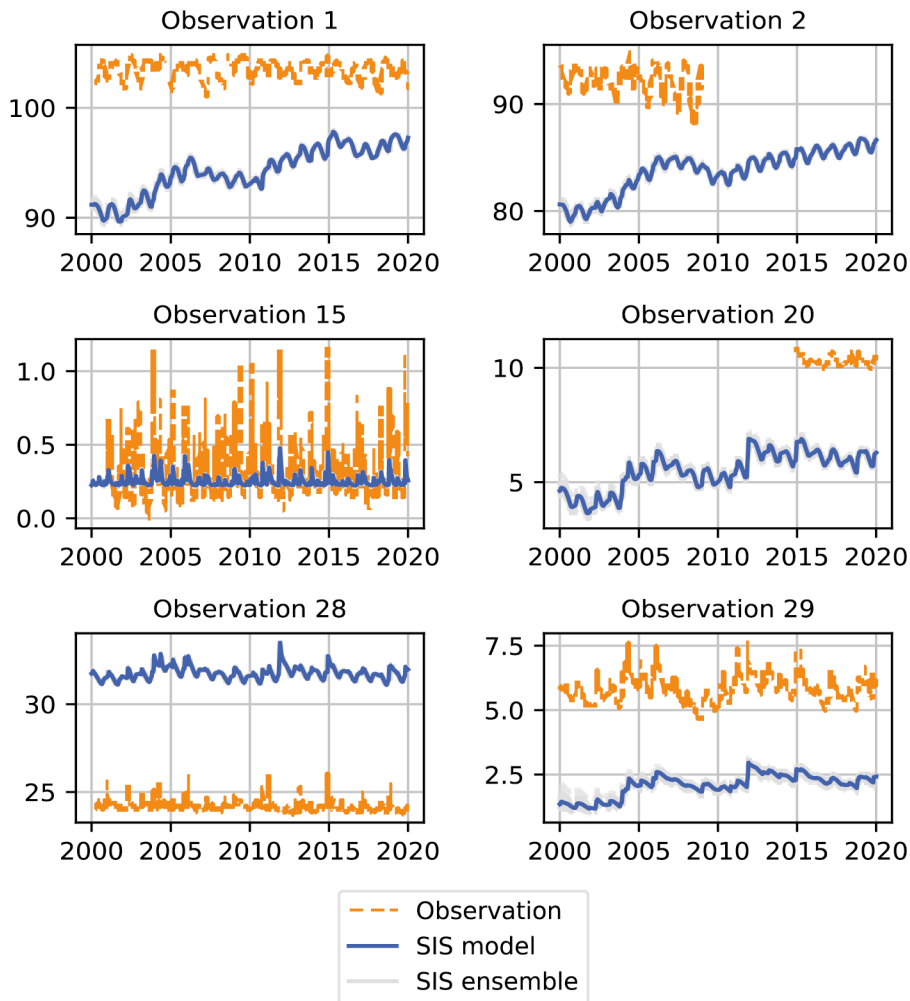 Observation 1
Observation 2
100
90
2000 2005 2010 2015 2020
90
80
2000 2005 2010 2015 2020
Observation 15
Observation 20
1.0
0.5
0.0
2000 2005 2010 2015 2020
10
5
2000 2005 2010 2015 2020
Observation 28
Observation 29
30
25
2000 2005 2010 2015 2020
7.5
5.0
2.5
2000 2005 2010 2015 2020
Observation
SIS model
SIS ensemble